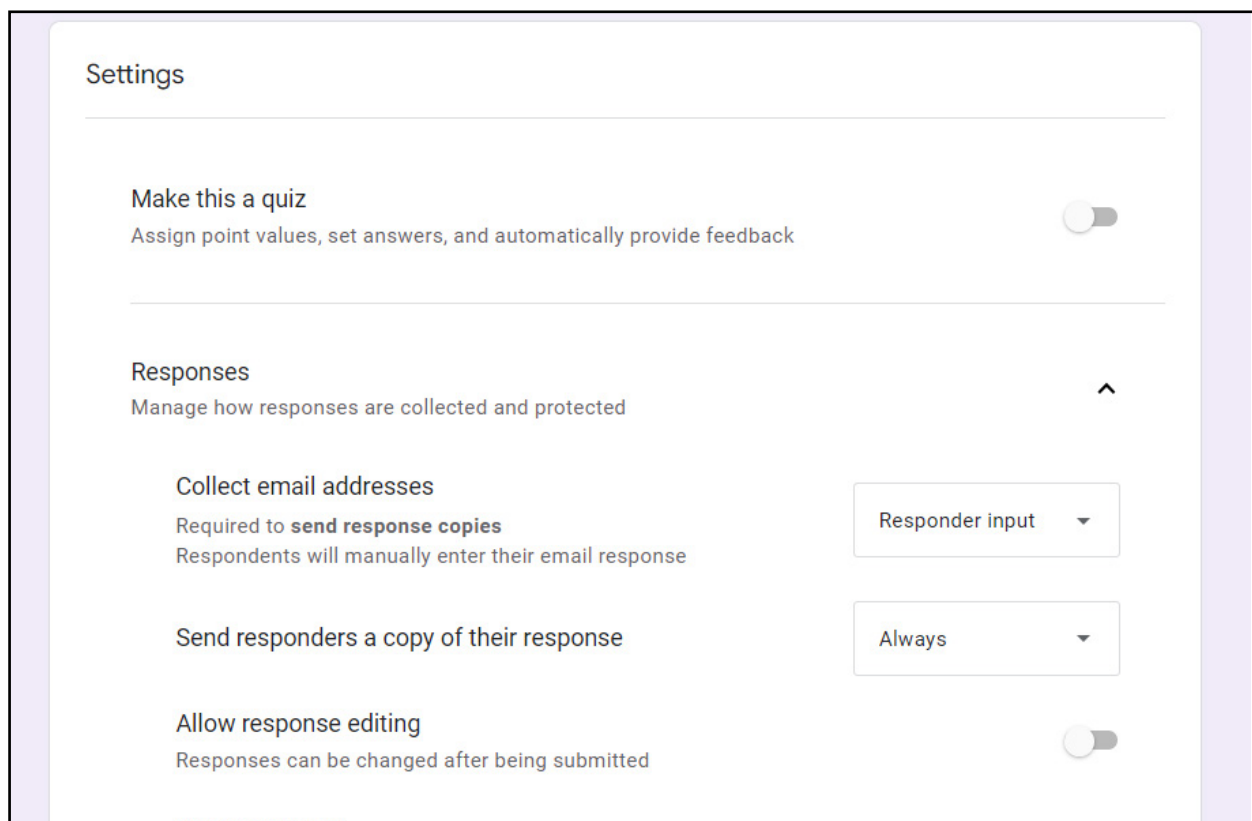 Settings
Make this a quiz
Assign point values, set answers, and automatically provide feedback
Responses
Manage how responses are collected and protected
Collect email addresses
Required to send response copies
Respondents will manually enter their email response
Responder input
Send responders a copy of their response
Always
Allow response editing
Responses can be changed after being submitted